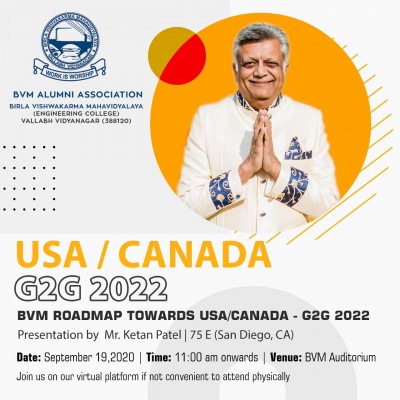 BIRLA VISHVAKARMA MAHAVIDYALAYA
WORK IS WORSHIP
BVM ALUMNI ASSOCIATION
BIRLA VISHWAKARMA MAHAVIDYALAYA
(ENGINEERING COLLEGE)
VALLABH VIDYANAGAR (388120)
USA / CANADA
G2G 2022
BVM ROADMAP TOWARDS USA/CANADA - G2G 2022
Presentation by Mr. Ketan Patel | 75 E (San Diego, CA)
Date: September 19,2020 | Time: 11:00 am onwards | Venue: BVM Auditorium
Join us on our virtual platform if not convenient to attend physically